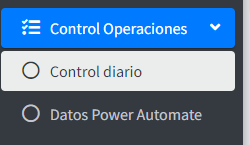 Control Operaciones
Control diario
Datos Power Automate